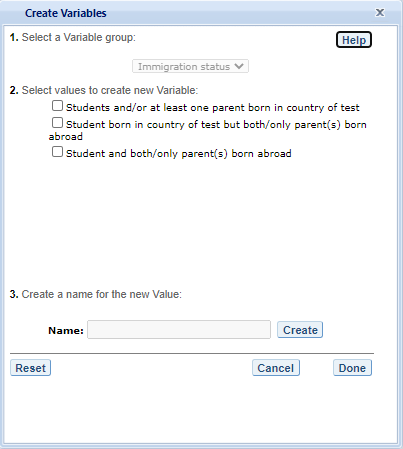 Create Variables x
1. Select a Variable group:
Help
Immigration status
2. Select values to create new Variable:
Students and/or at least one parent born in country of test
Student born in country of test but both/only parent(s) born
abroad
Student and both/only parent(s) born abroad
3. Create a name for the new Value:
Name: Create
Reset Cancel Done